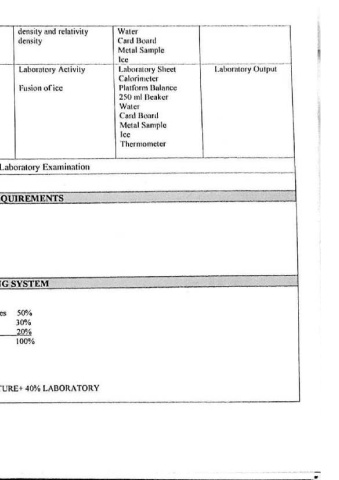 density and relativity
density
Water
Card Board
Metal Sample
Ice
Laboratory Activity
Fusion of ice
Laboratory Sheet
Calorimeter
Platform Balance
250 ml Beaker
Water
Card Board
Metal Sample
Ice
Thermometer
Laboratory Output
Laboratory Examination
QUIREMENTS
NG SYSTEM
es 50%
30%
20%
100%
TURE+ 40% LABORATORY